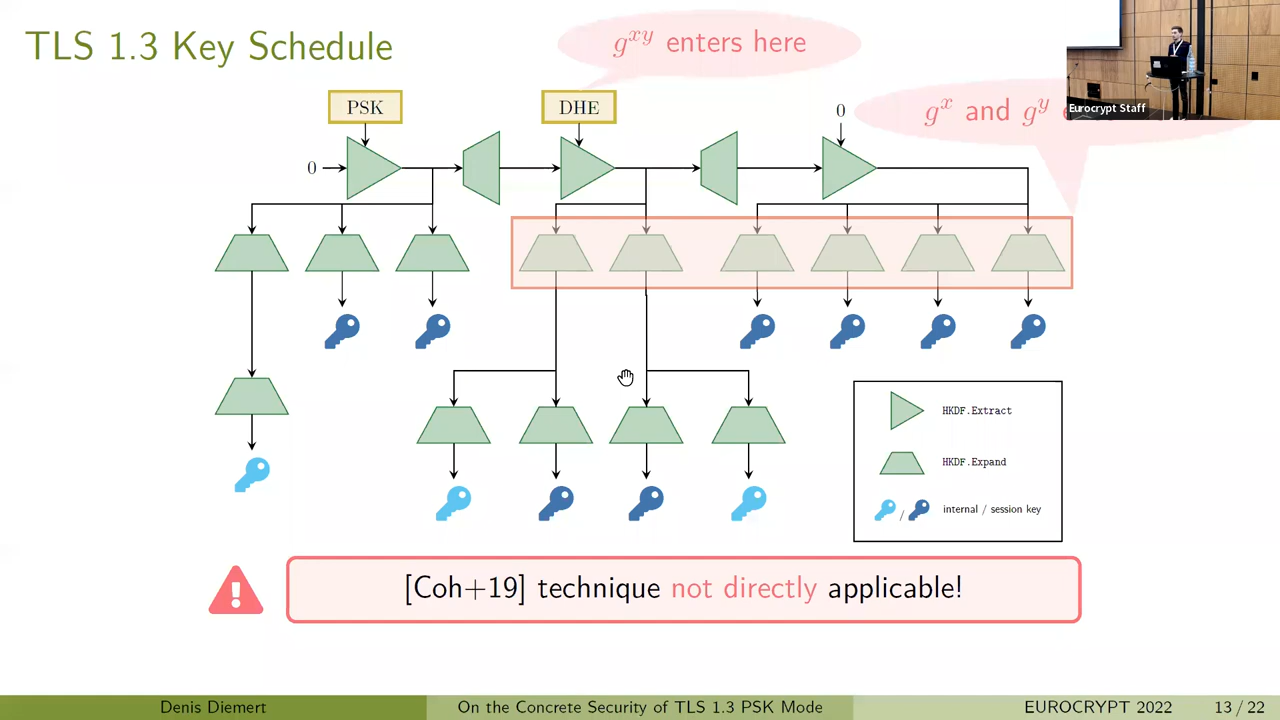 TLS 1.3 Key Schedule
g^{xy} enters here
g^x and g^y
Eurocrypt Staff
PSK
DHE
0
0
HKDF.Extract
HKDF.Expand
/ internal / session key
[Coh+19] technique not directly applicable!
Denis Diemert
On the Concrete Security of TLS 1.3 PSK Mode
EUROCRYPT 2022
13 / 22